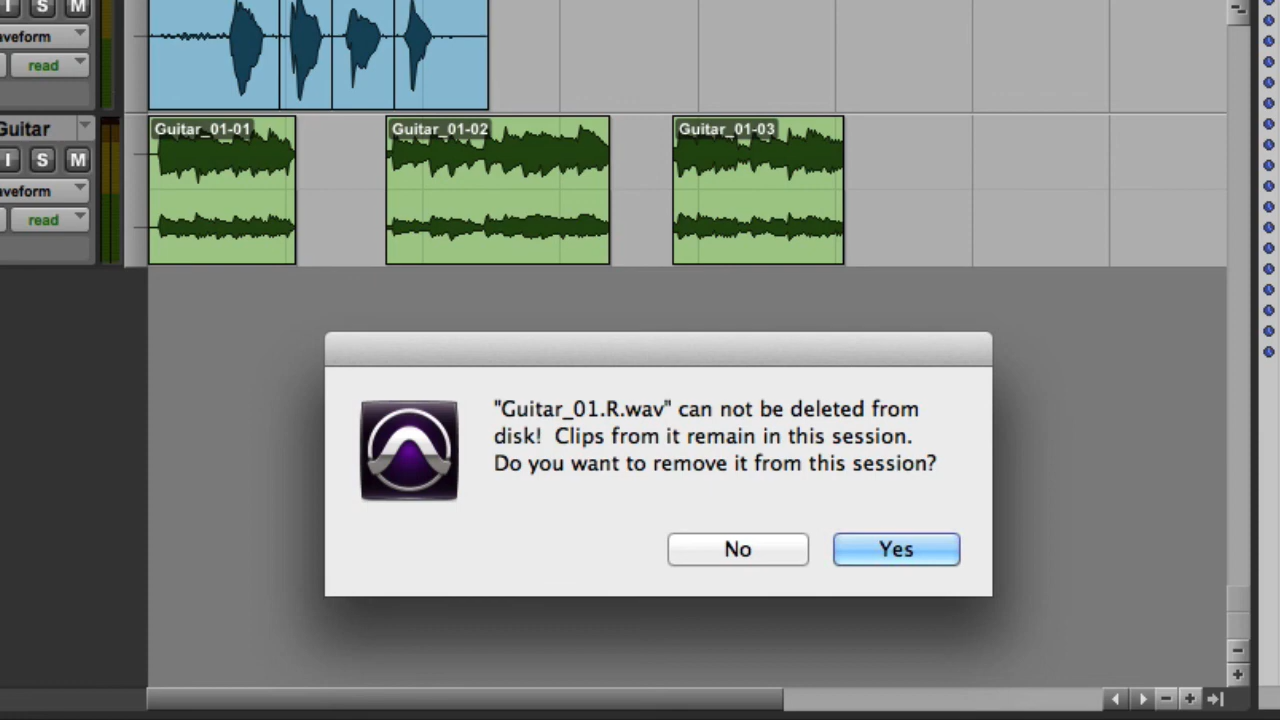 I S M
aveform
read
Guitar
Guitar_01-01
Guitar_01-02
Guitar_01-03
I S M
aveform
read
"Guitar_01.R.wav" can not be deleted from
disk!  Clips from it remain in this session.
Do you want to remove it from this session?
No
Yes